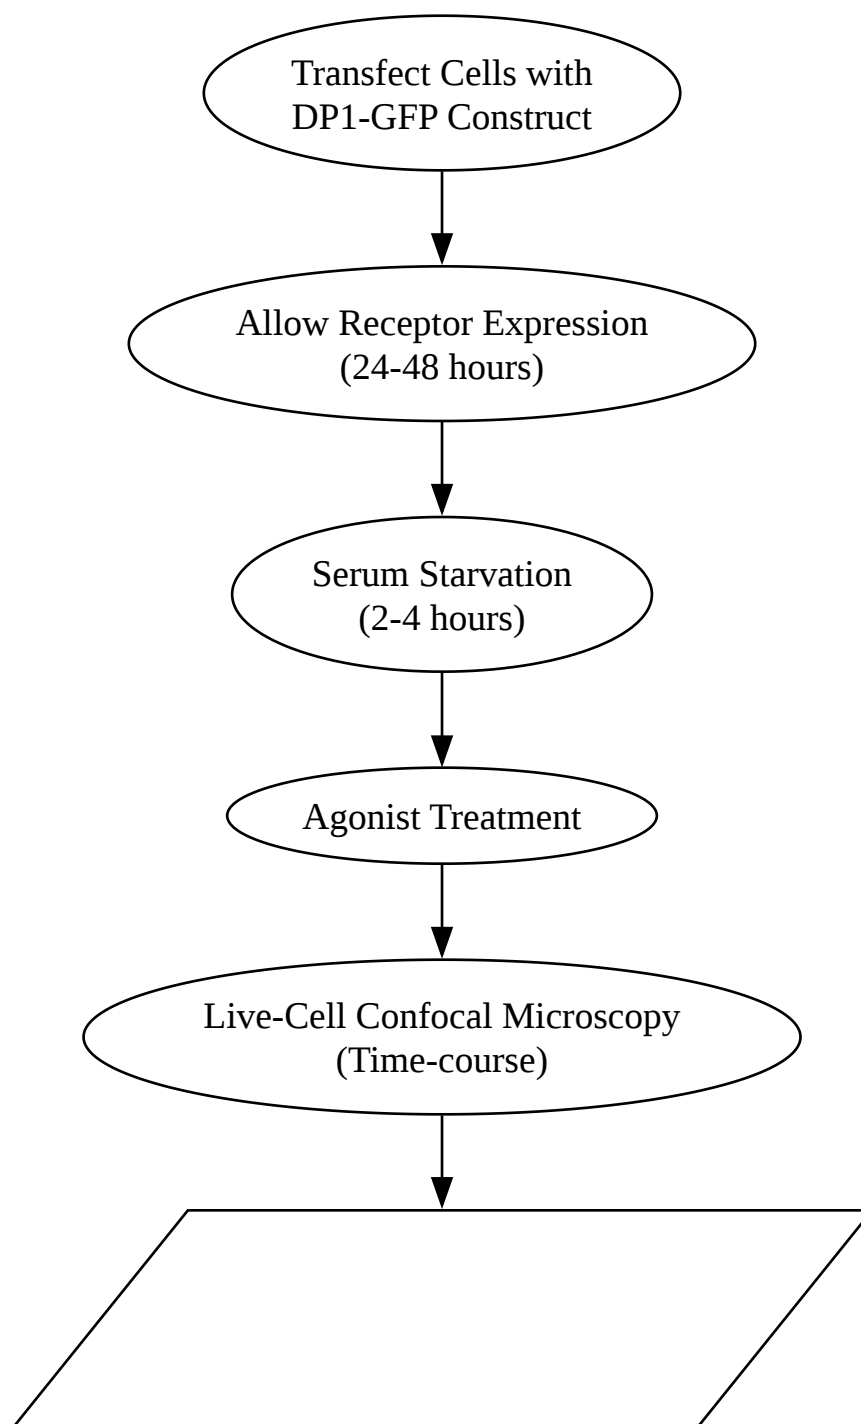 Transfect Cells with
DP1-GFP Construct
Allow Receptor Expression
(24-48 hours)
Serum Starvation
(2-4 hours)
Agonist Treatment
Live-Cell Confocal Microscopy
(Time-course)